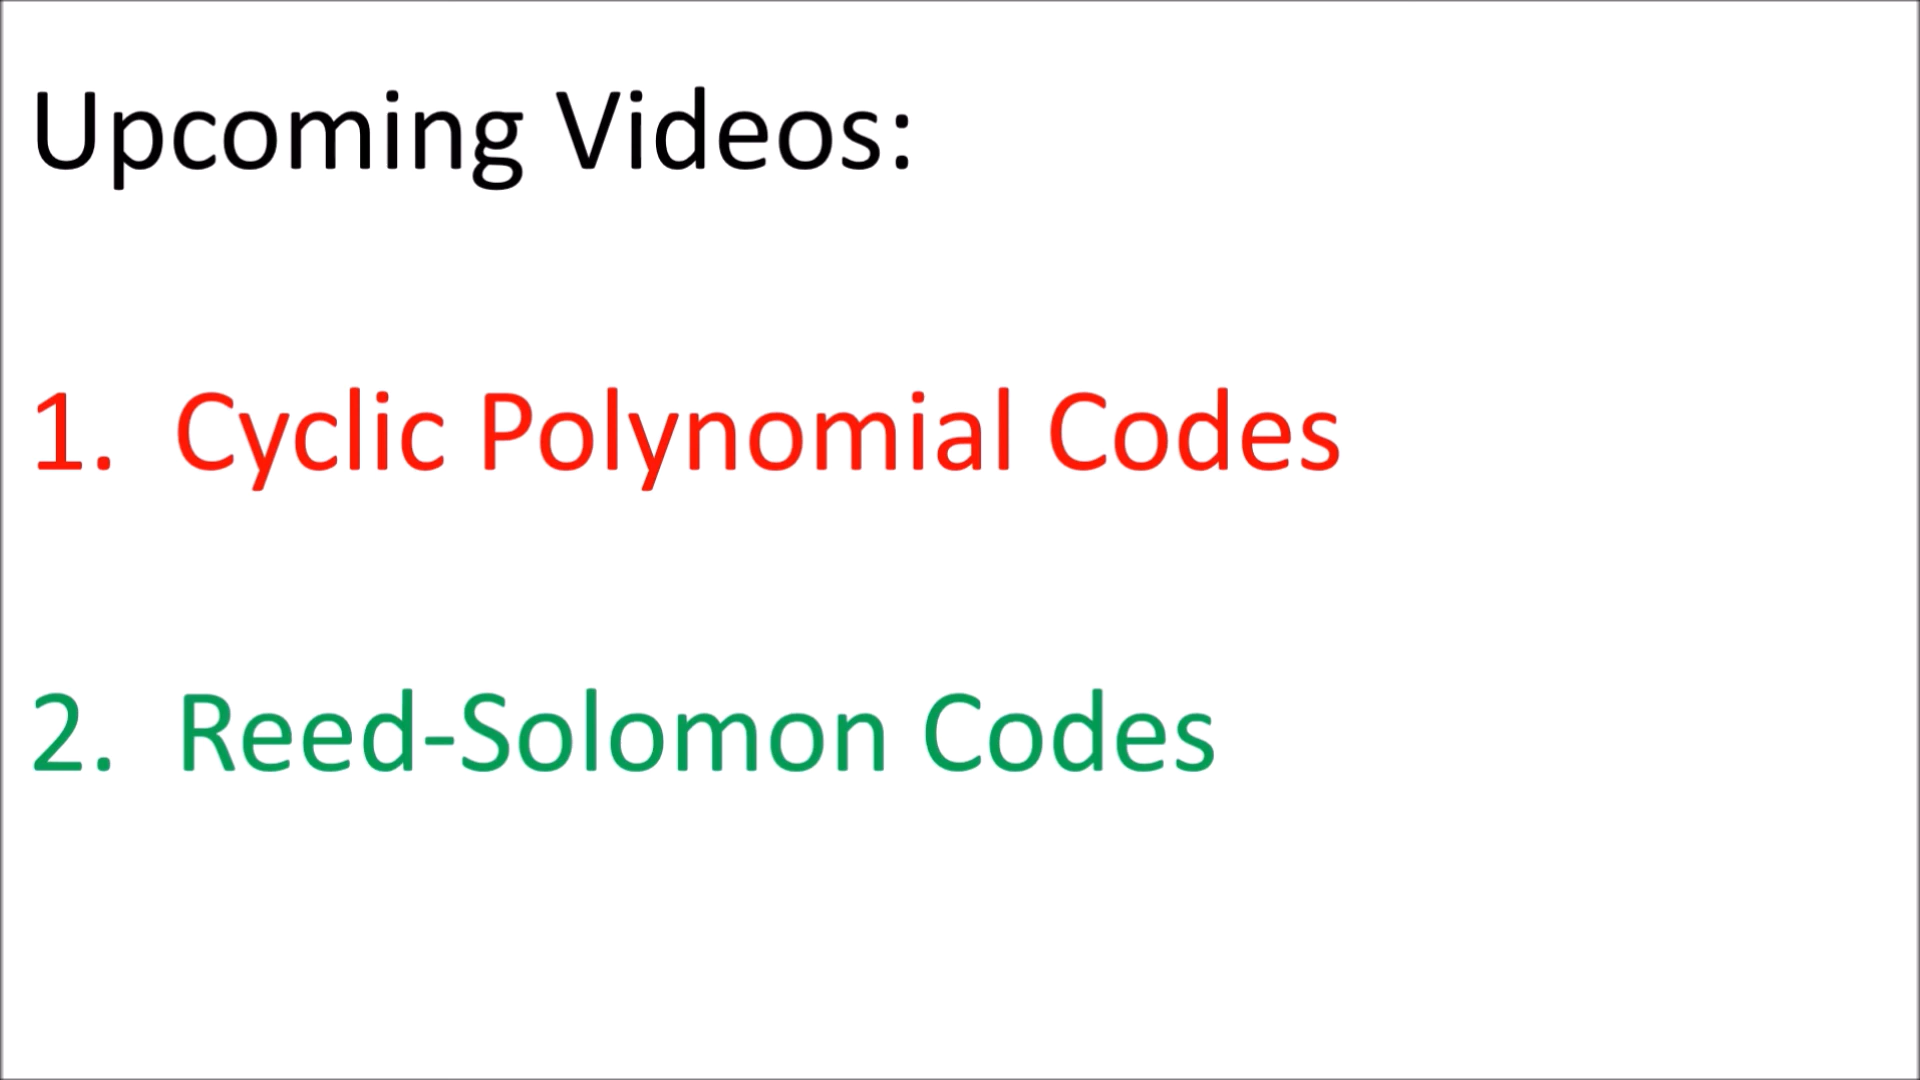 Upcoming Videos:
1. Cyclic Polynomial Codes
2. Reed-Solomon Codes